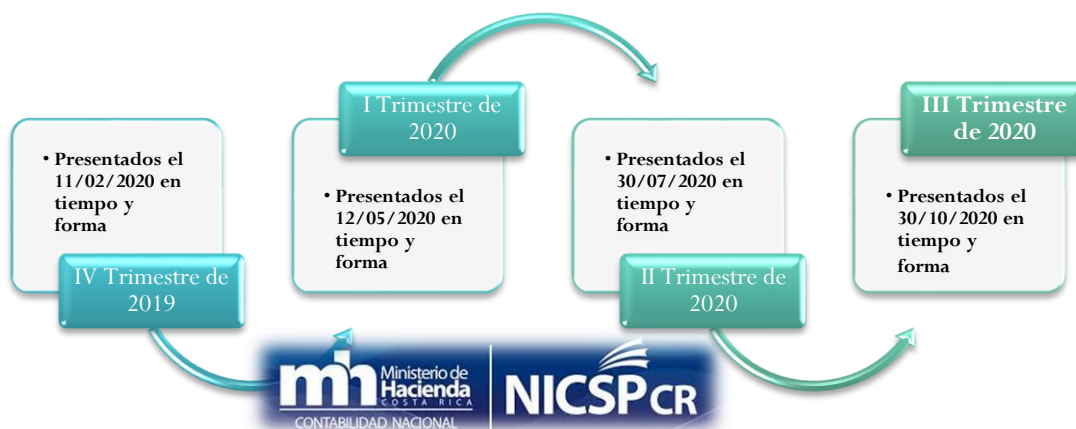 • Presentados el
11/02/2020 en
tiempo y
forma
IV Trimestre de
2019
I Trimestre de
2020
• Presentados el
12/05/2020 en
tiempo y
forma
• Presentados el
30/07/2020 en
tiempo y
forma
II Trimestre de
2020
III Trimestre
de 2020
• Presentados el
30/10/2020 en
tiempo y
forma
mh Ministerio de
Hacienda
COSTA RICA
CONTABILIDAD NACIONAL
NICSP CR